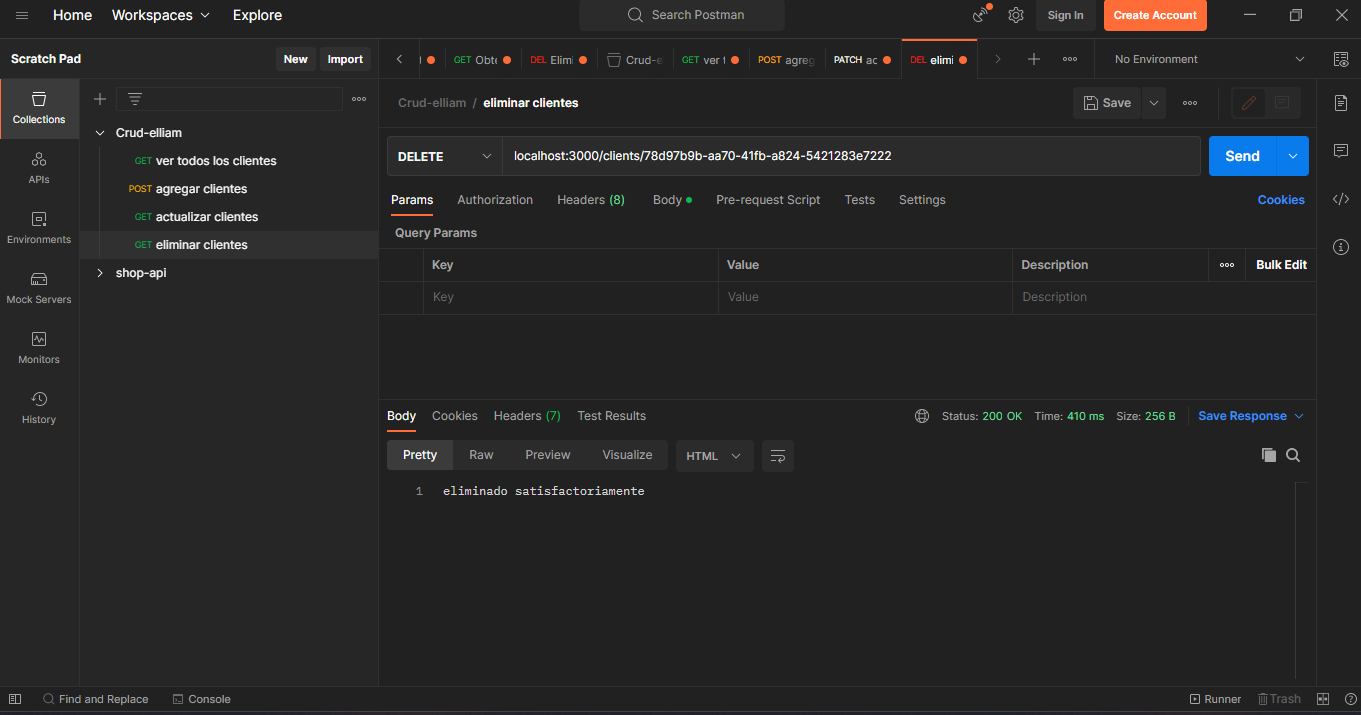 Home Workspaces Explore Search Postman Sign In Create Account
Scratch Pad New Import
GET Obte DEL Elimi Crud-e GET ver t POST agreg PATCH ac DEL elimi No Environment
Collections
APIs
Environments
Mock Servers
Monitors
History
Crud-elliam
GET ver todos los clientes
POST agregar clientes
GET actualizar clientes
GET eliminar clientes
shop-api
Crud-elliam / eliminar clientes Save
DELETE localhost:3000/clients/78d97b9b-aa70-41fb-a824-5421283e7222 Send
Params Authorization Headers (8) Body Pre-request Script Tests Settings Cookies
Query Params
Key Value Description Bulk Edit
Key Value Description
Body Cookies Headers (7) Test Results Status: 200 OK Time: 410 ms Size: 256 B Save Response
Pretty Raw Preview Visualize HTML
1 eliminado satisfactoriamente
Find and Replace Console Runner Trash